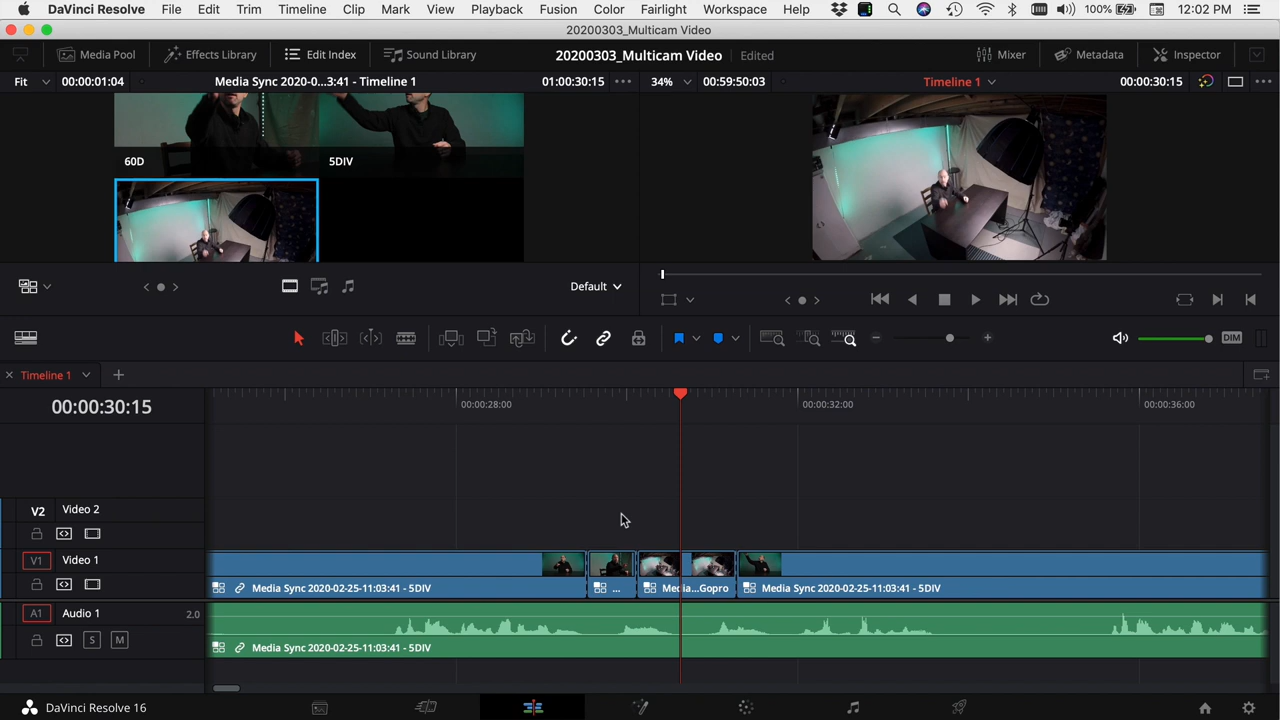 DaVinci Resolve File Edit Trim Timeline Clip Mark View Playback Fusion Color Fairlight Workspace Help 100% 12:02 PM
20200303_Multicam Video
Media Pool Effects Library Edit Index Sound Library 20200303_Multicam Video Edited Mixer Metadata Inspector
Fit 00:00:01:04 Media Sync 2020-0...3:41 - Timeline 1 01:00:30:15 34% 00:59:50:03 Timeline 1 00:00:30:15
60D 5DIV
Default
DIM
Timeline 1
00:00:30:15 00:00:28:00 00:00:32:00 00:00:36:00
V2 Video 2
V1 Video 1
Media Sync 2020-02-25-11:03:41 - 5DIV ... Media...Gopro Media Sync 2020-02-25-11:03:41 - 5DIV
A1 Audio 1 2.0
S M
Media Sync 2020-02-25-11:03:41 - 5DIV
DaVinci Resolve 16